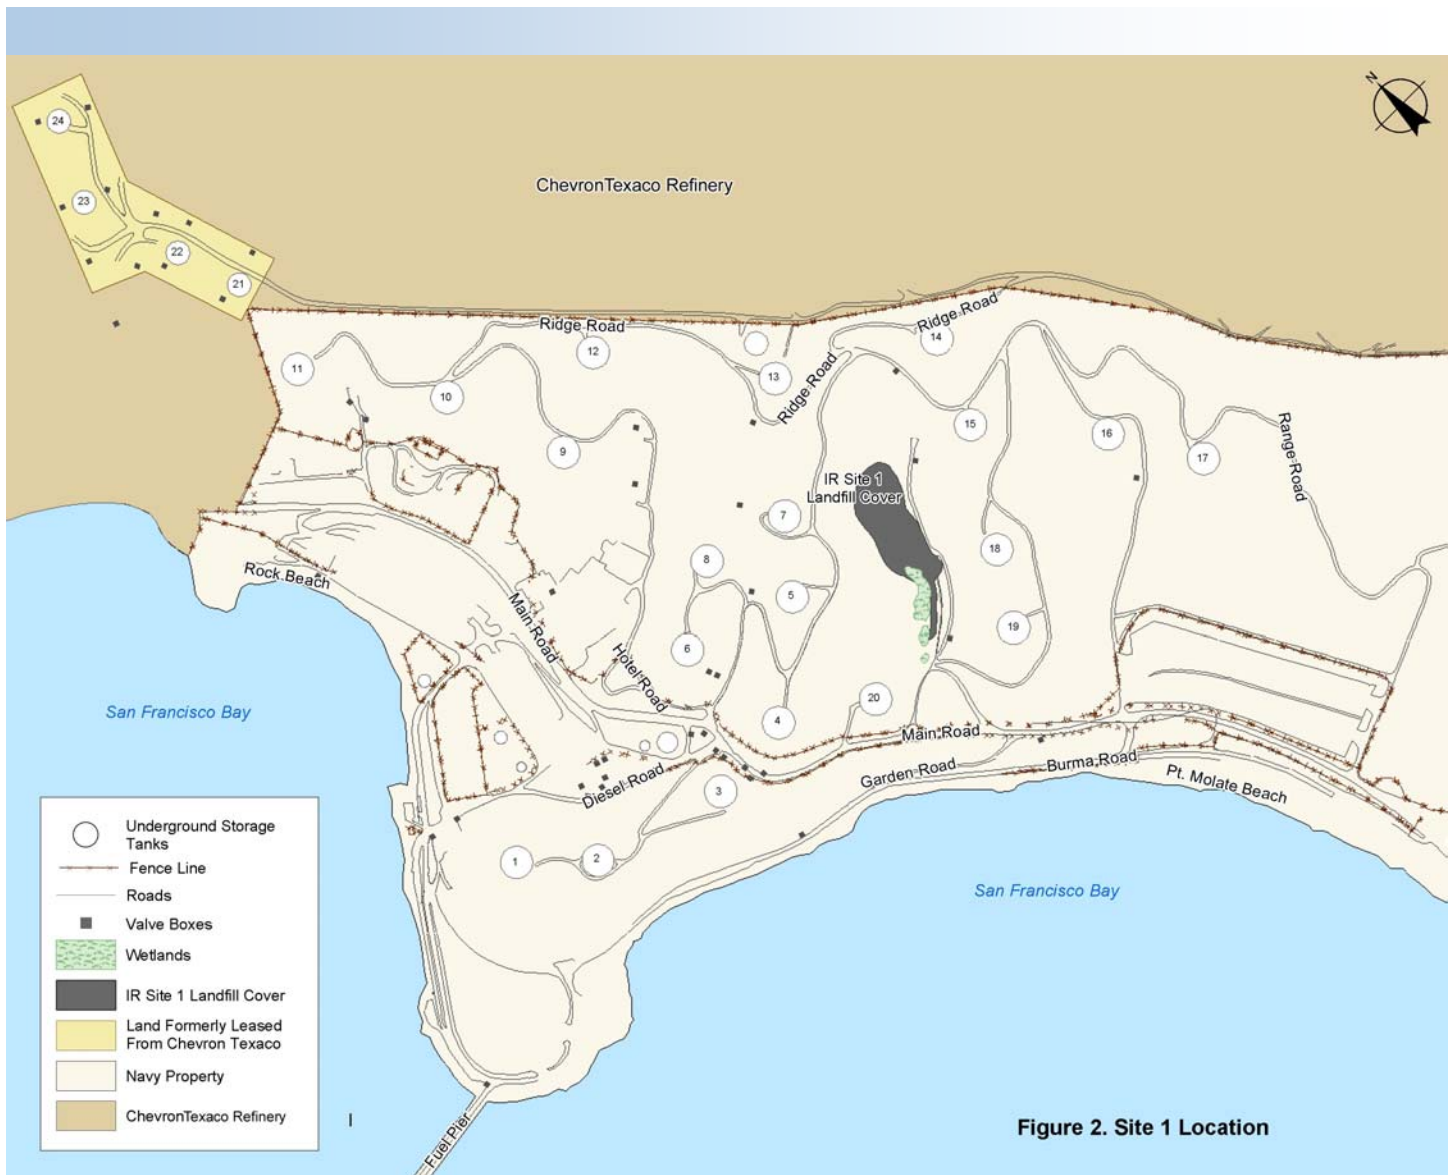 N
24
ChevronTexaco Refinery
23
22
21
Ridge Road
Ridge Road
14
12
11
13
Ridge Road
10
15
16
Range Road
9
17
IR Site 1
Landfill Cover
7
18
8
Rock Beach
5
Main Road
19
6
Hotel Road
San Francisco Bay
20
4
Main Road
Garden Road
Burma Road
Pt. Molate Beach
Diesel Road
3
1
2
San Francisco Bay
Underground Storage
Tanks
Fence Line
Roads
Valve Boxes
Wetlands
IR Site 1 Landfill Cover
Land Formerly Leased
From Chevron Texaco
Navy Property
ChevronTexaco Refinery
Fuel Pier
Figure 2. Site 1 Location